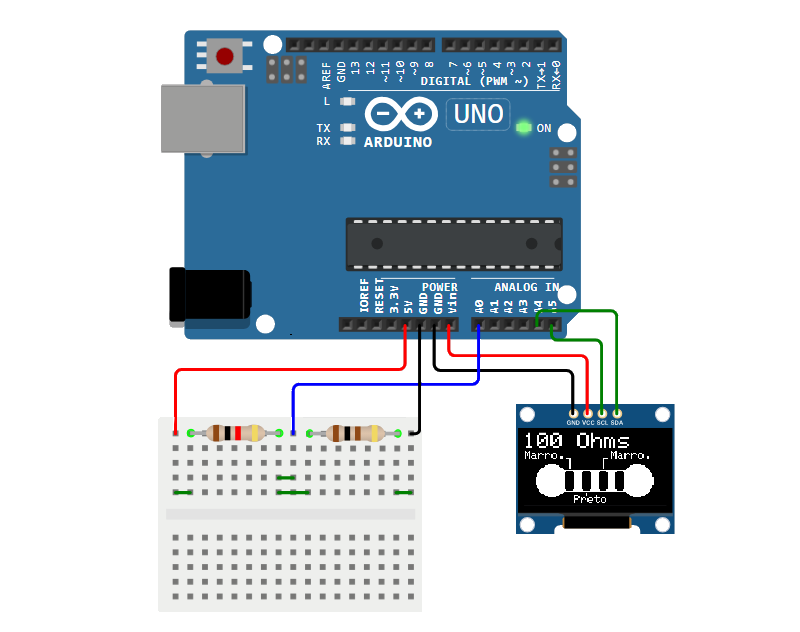 AREF
GND
13
12
~11
~10
~9
8
7
~6
~5
4
~3
2
TX→1
RX←0
DIGITAL (PWM ~)
L
TX
RX
UNO
ON
ARDUINO
POWER
ANALOG IN
IOREF
RESET
3.3V
5V
GND
GND
Vin
A0
A1
A2
A3
A4
A5
GND VCC SCL SDA
100 Ohms
Marro. Marro.
Preto